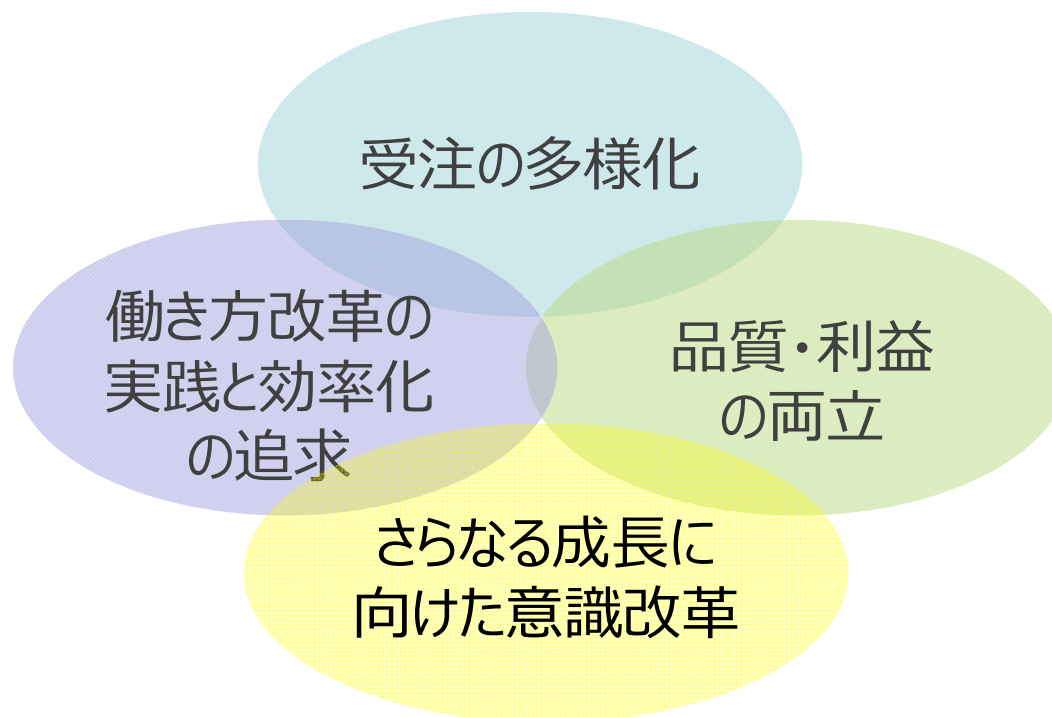 受注の多様化
働き方改革の
実践と効率化
の追求
品質・利益
の両立
さらなる成長に
向けた意識改革